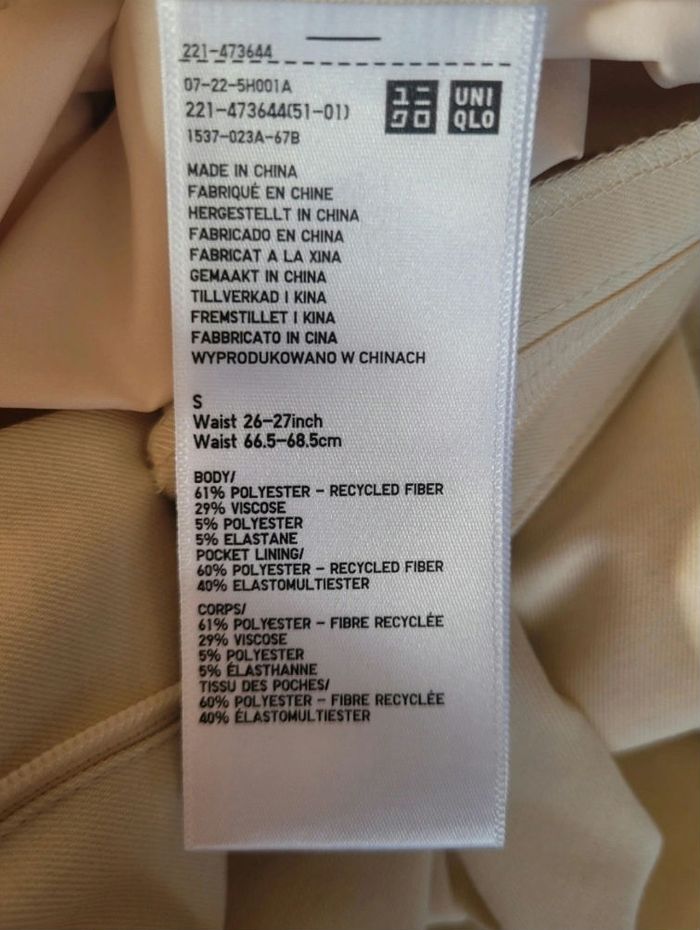 221-473644
07-22-5H001A
221-473644(51-01)
1537-023A-67B
ユニ
クロ
UNI
QLO
MADE IN CHINA
FABRIQUÉ EN CHINE
HERGESTELLT IN CHINA
FABRICADO EN CHINA
FABRICAT A LA XINA
GEMAAKT IN CHINA
TILLVERKAD I KINA
FREMSTILLET I KINA
FABBRICATO IN CINA
WYPRODUKOWANO W CHINACH
S
Waist 26-27inch
Waist 66.5-68.5cm
BODY/
61% POLYESTER - RECYCLED FIBER
29% VISCOSE
5% POLYESTER
5% ELASTANE
POCKET LINING/
60% POLYESTER - RECYCLED FIBER
40% ELASTOMULTIESTER
CORPS/
61% POLYESTER - FIBRE RECYCLÉE
29% VISCOSE
5% POLYESTER
5% ÉLASTHANNE
TISSU DES POCHES/
60% POLYESTER - FIBRE RECYCLÉE
40% ÉLASTOMULTIESTER